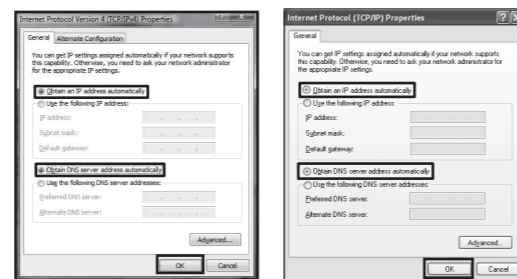 Internet Protocol Version 4 (TCP/IPv4) Properties
General Alternate Configuration
You can get IP settings assigned automatically if your network supports
this capability. Otherwise, you need to ask your network administrator
for the appropriate IP settings.
Obtain an IP address automatically
Use the following IP address:
IP address:
Subnet mask:
Default gateway:
Obtain DNS server address automatically
Use the following DNS server addresses:
Preferred DNS server:
Alternate DNS server:
Advanced...
OK Cancel
Internet Protocol (TCP/IP) Properties
General
You can get IP settings assigned automatically if your network supports
this capability. Otherwise, you need to ask your network administrator for
the appropriate IP settings.
Obtain an IP address automatically
Use the following IP address:
IP address:
Subnet mask:
Default gateway:
Obtain DNS server address automatically
Use the following DNS server addresses:
Preferred DNS server:
Alternate DNS server:
Advanced...
OK Cancel